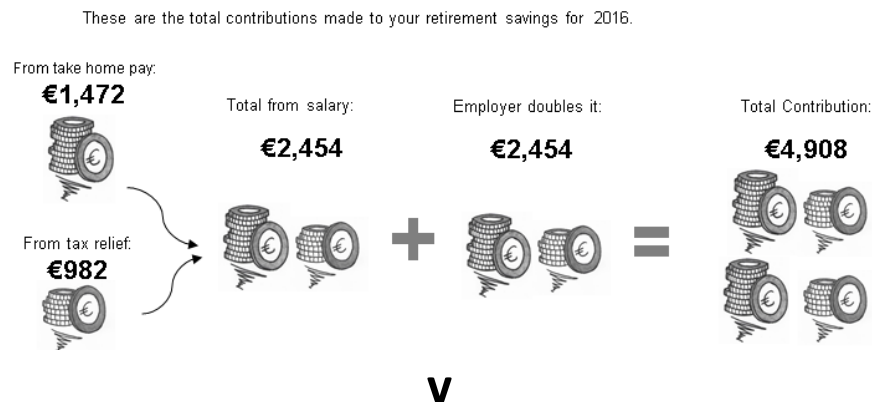 These are the total contributions made to your retirement savings for 2016.
From take home pay:
€1,472
From tax relief:
€982
Total from salary:
€2,454
+
Employer doubles it:
€2,454
=
Total Contribution:
€4,908
v